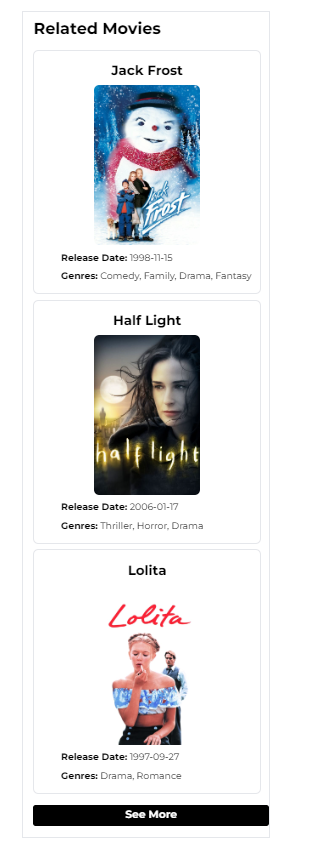 Related Movies
Jack Frost
Jack
Frost
Release Date: 1998-11-15
Genres: Comedy, Family, Drama, Fantasy
Half Light
half light
Release Date: 2006-01-17
Genres: Thriller, Horror, Drama
Lolita
Lolita
Release Date: 1997-09-27
Genres: Drama, Romance
See More